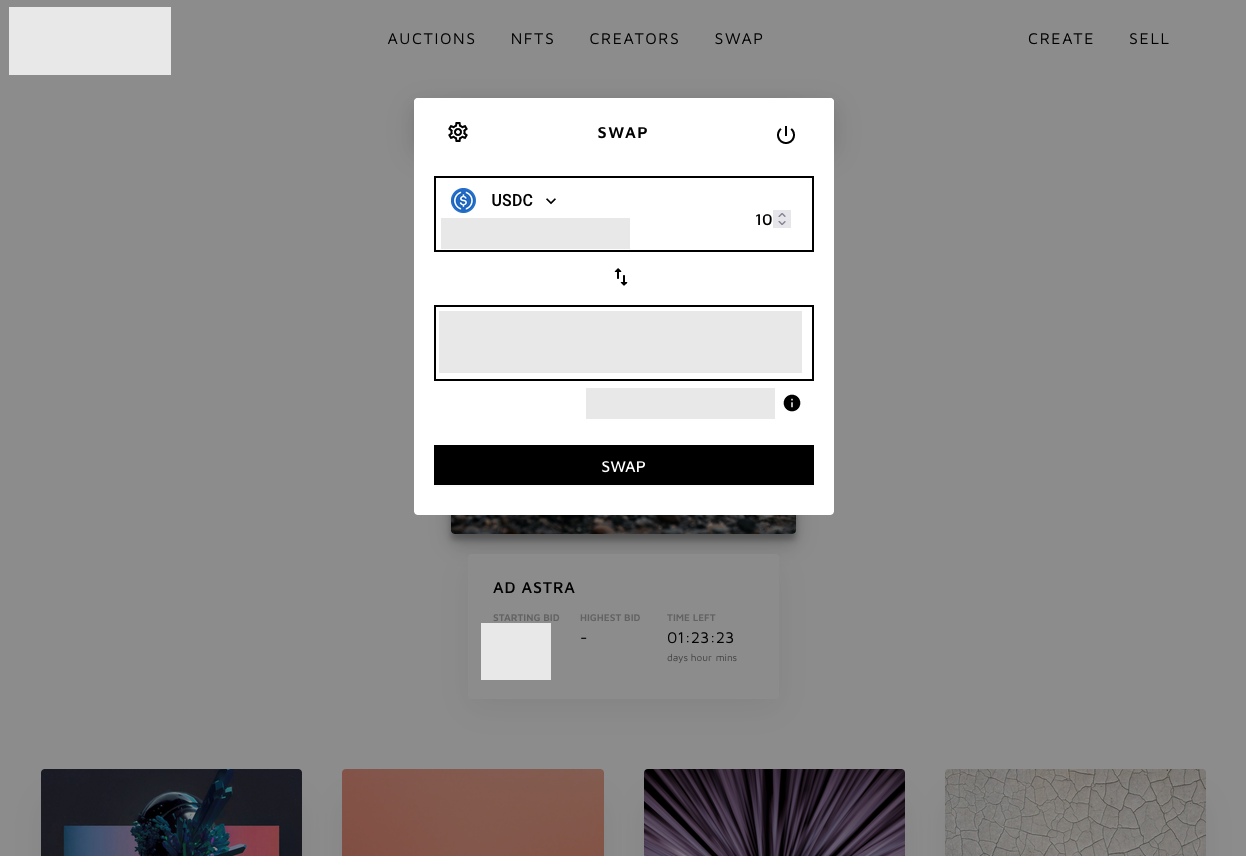 AUCTIONS NFTS CREATORS SWAP CREATE SELL
SWAP
USDC
10
SWAP
AD ASTRA
STARTING BID HIGHEST BID TIME LEFT
- 01:23:23
days hour mins